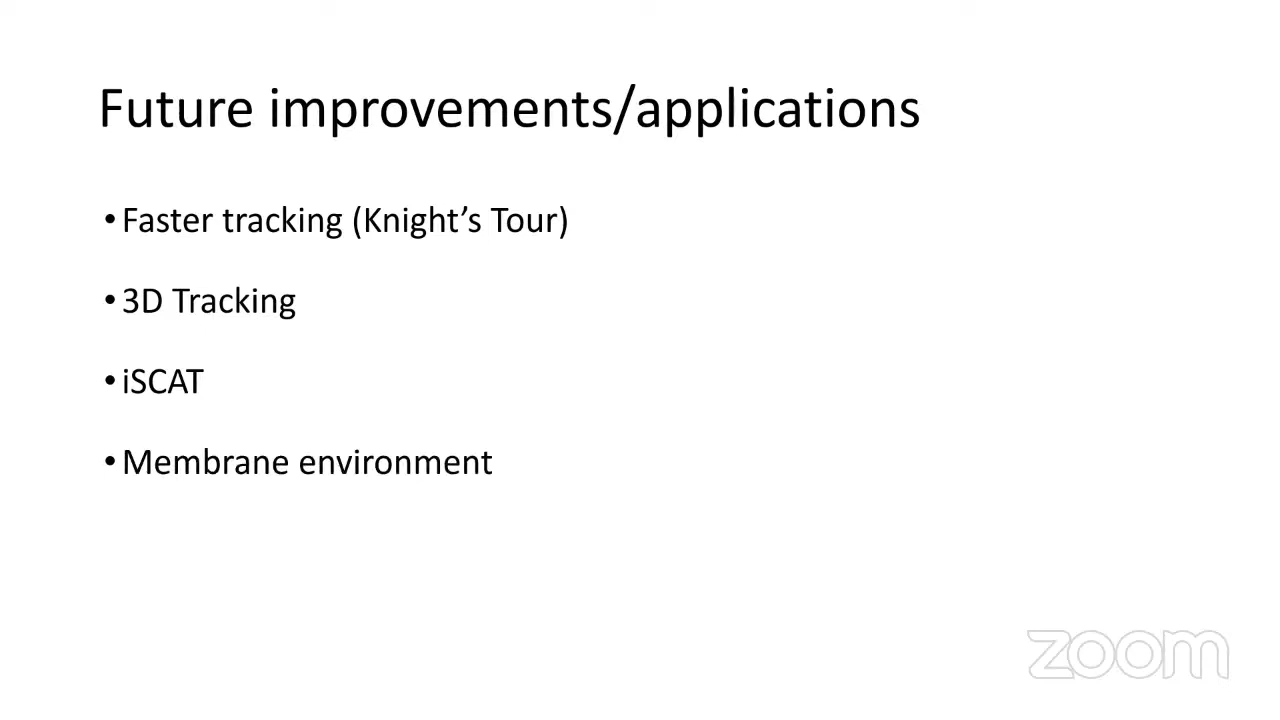 Future improvements/applications
• Faster tracking (Knight’s Tour)
• 3D Tracking
• iSCAT
• Membrane environment
zoom